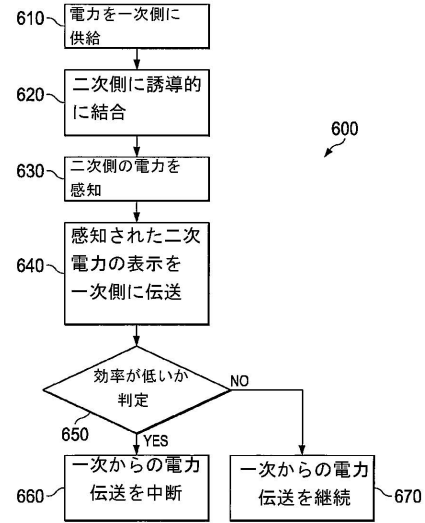 610
電力を一次側に
供給
620
二次側に誘導的
に結合
600
630
二次側の電力を
感知
640
感知された二次
電力の表示を
一次側に伝送
効率が低いか
判定
NO
650
YES
660
一次からの電力
伝送を中断
一次からの電力
伝送を継続
670